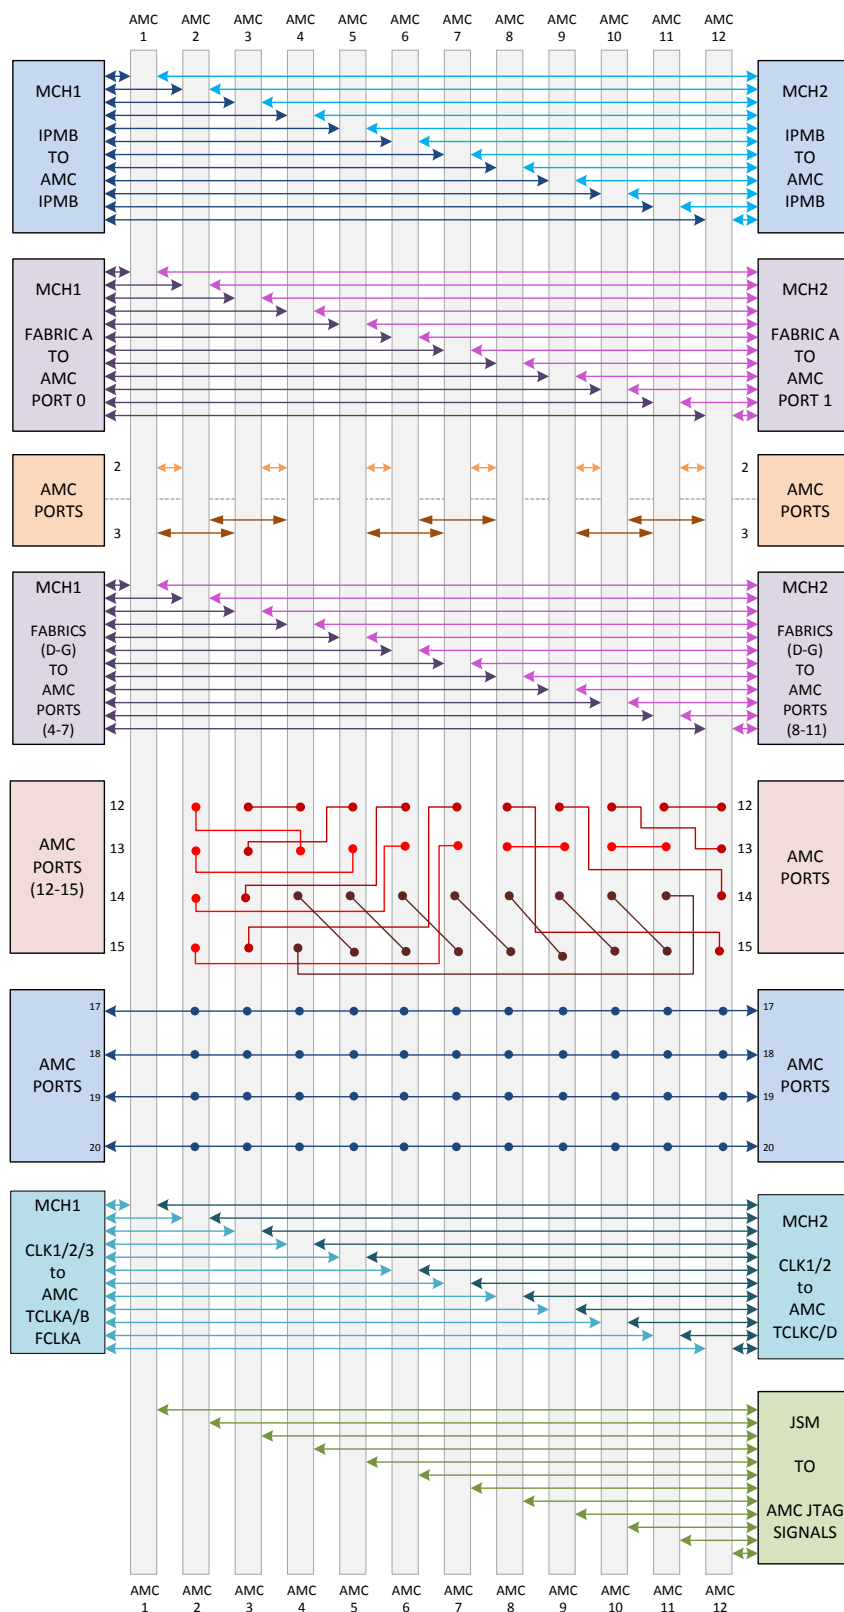 AMC AMC AMC AMC AMC AMC AMC AMC AMC AMC AMC AMC
1 2 3 4 5 6 7 8 9 10 11 12
MCH1
IPMB
TO
AMC
IPMB
MCH2
IPMB
TO
AMC
IPMB
MCH1
FABRIC A
TO
AMC
PORT 0
MCH2
FABRIC A
TO
AMC
PORT 1
AMC
PORTS
2
3
2
3
AMC
PORTS
MCH1
FABRICS
(D-G)
TO
AMC
PORTS
(4-7)
MCH2
FABRICS
(D-G)
TO
AMC
PORTS
(8-11)
AMC
PORTS
(12-15)
12
13
14
15
12
13
14
15
AMC
PORTS
AMC
PORTS
17
18
19
20
17
18
19
20
AMC
PORTS
MCH1
CLK1/2/3
to
AMC
TCLKA/B
FCLKA
MCH2
CLK1/2
to
AMC
TCLKC/D
JSM
TO
AMC JTAG
SIGNALS
AMC AMC AMC AMC AMC AMC AMC AMC AMC AMC AMC AMC
1 2 3 4 5 6 7 8 9 10 11 12